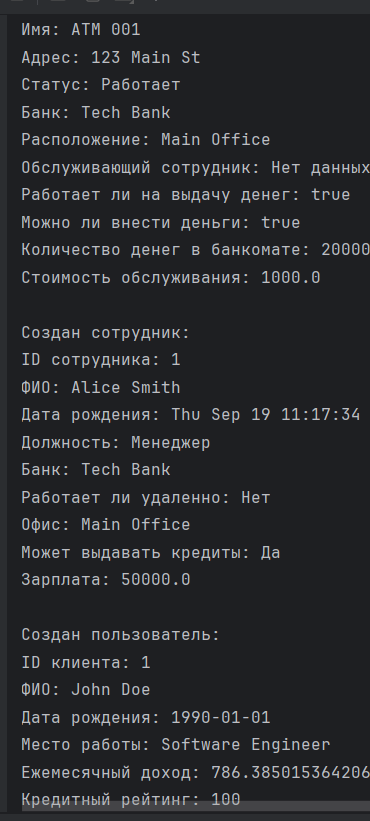 Имя: ATM 001
Адрес: 123 Main St
Статус: Работает
Банк: Tech Bank
Расположение: Main Office
Обслуживающий сотрудник: Нет данных
Работает ли на выдачу денег: true
Можно ли внести деньги: true
Количество денег в банкомате: 20000
Стоимость обслуживания: 1000.0
Создан сотрудник:
ID сотрудника: 1
ФИО: Alice Smith
Дата рождения: Thu Sep 19 11:17:34
Должность: Менеджер
Банк: Tech Bank
Работает ли удаленно: Нет
Офис: Main Office
Может выдавать кредиты: Да
Зарплата: 50000.0
Создан пользователь:
ID клиента: 1
ФИО: John Doe
Дата рождения: 1990-01-01
Место работы: Software Engineer
Ежемесячный доход: 786.385015364206
Кредитный рейтинг: 100